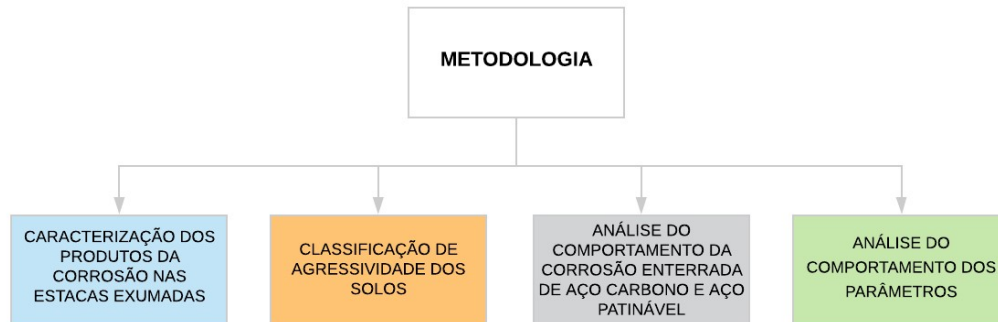 METODOLOGIA
CARACTERIZAÇÃO DOS
PRODUTOS DA
CORROSÃO NAS
ESTACAS EXUMADAS
CLASSIFICAÇÃO DE
AGRESSIVIDADE DOS
SOLOS
ANÁLISE DO
COMPORTAMENTO DA
CORROSÃO ENTERRADA
DE AÇO CARBONO E AÇO
PATINÁVEL
ANÁLISE DO
COMPORTAMENTO DOS
PARÂMETROS